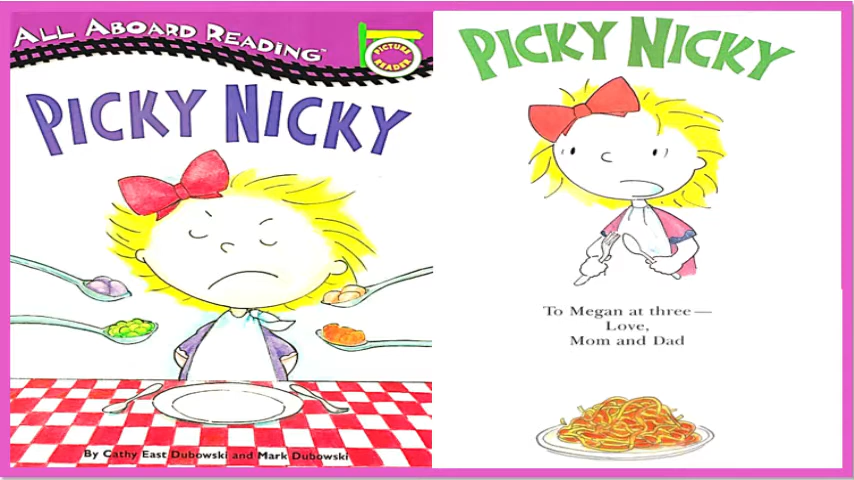 ALL ABOARD READING™
PICTURE
READER
PICKY NICKY
By Cathy East Dubowski and Mark Dubowski
PICKY NICKY
To Megan at three—
Love,
Mom and Dad